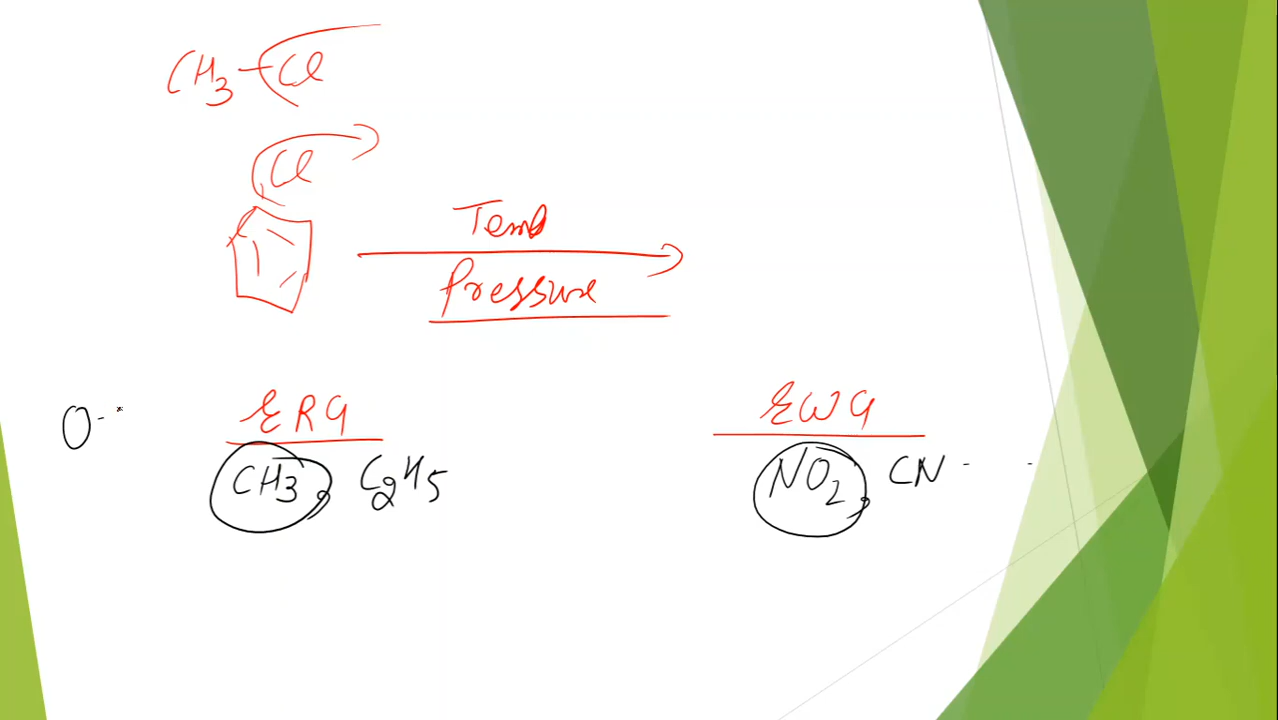 CH3-Cl
Cl
Temp
Pressure
ERG
EWG
O-
CH3, C2H5
NO2, CN - -